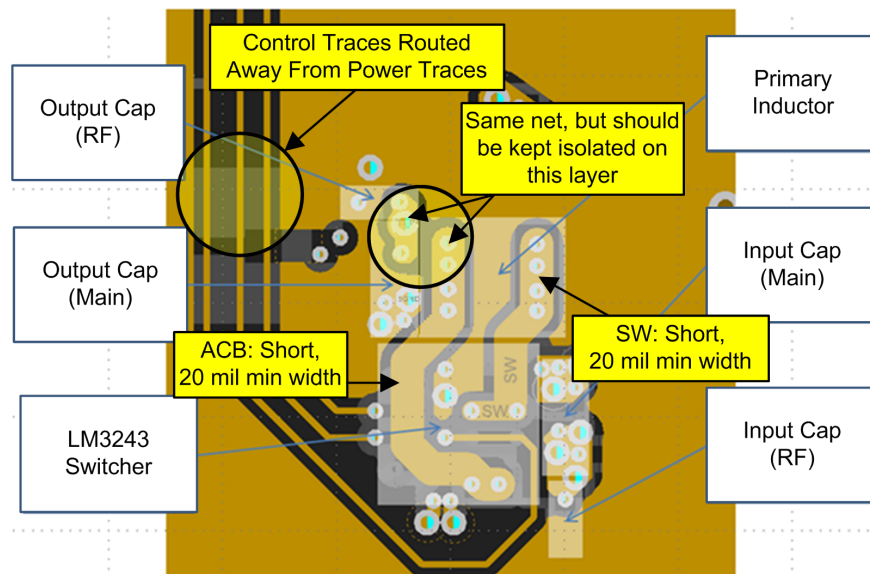 Control Traces Routed
Away From Power Traces
Output Cap
(RF)
Primary
Inductor
Same net, but should
be kept isolated on
this layer
Output Cap
(Main)
Input Cap
(Main)
ACB: Short,
20 mil min width
SW: Short,
20 mil min width
SW
SW
LM3243
Switcher
Input Cap
(RF)